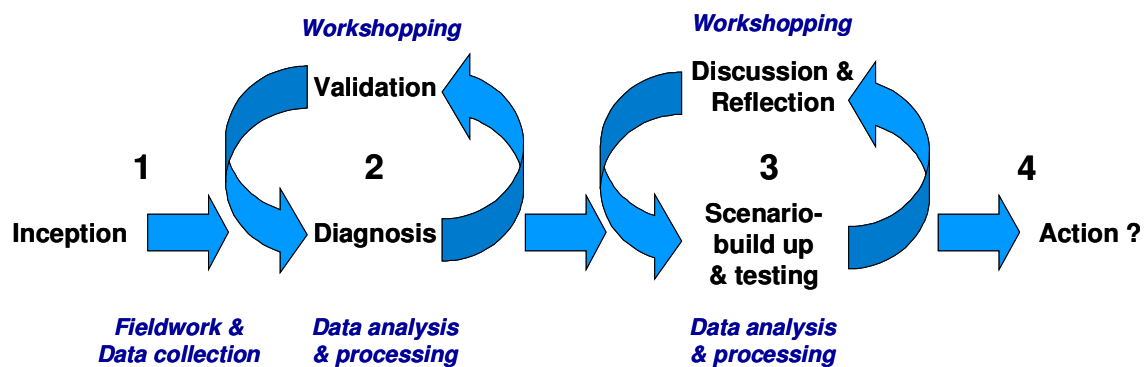 Workshopping
Workshopping
Validation
Discussion &
Reflection
1
2
3
4
Inception
Diagnosis
Scenario-
build up
& testing
Action ?
Fieldwork &
Data collection
Data analysis
& processing
Data analysis
& processing